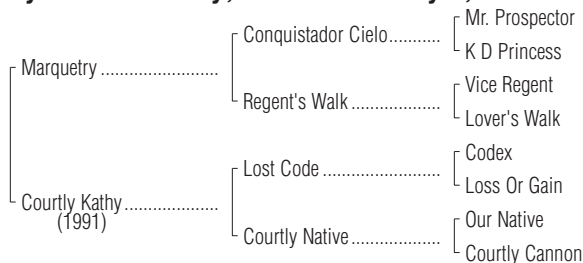 Mr. Prospector
Conquistador Cielo...........
K D Princess
Marquetry .........................
Vice Regent
Regent's Walk ...................
Lover's Walk
Codex
Lost Code .........................
Loss Or Gain
Courtly Kathy ....................
(1991)
Our Native
Courtly Native...................
Courtly Cannon